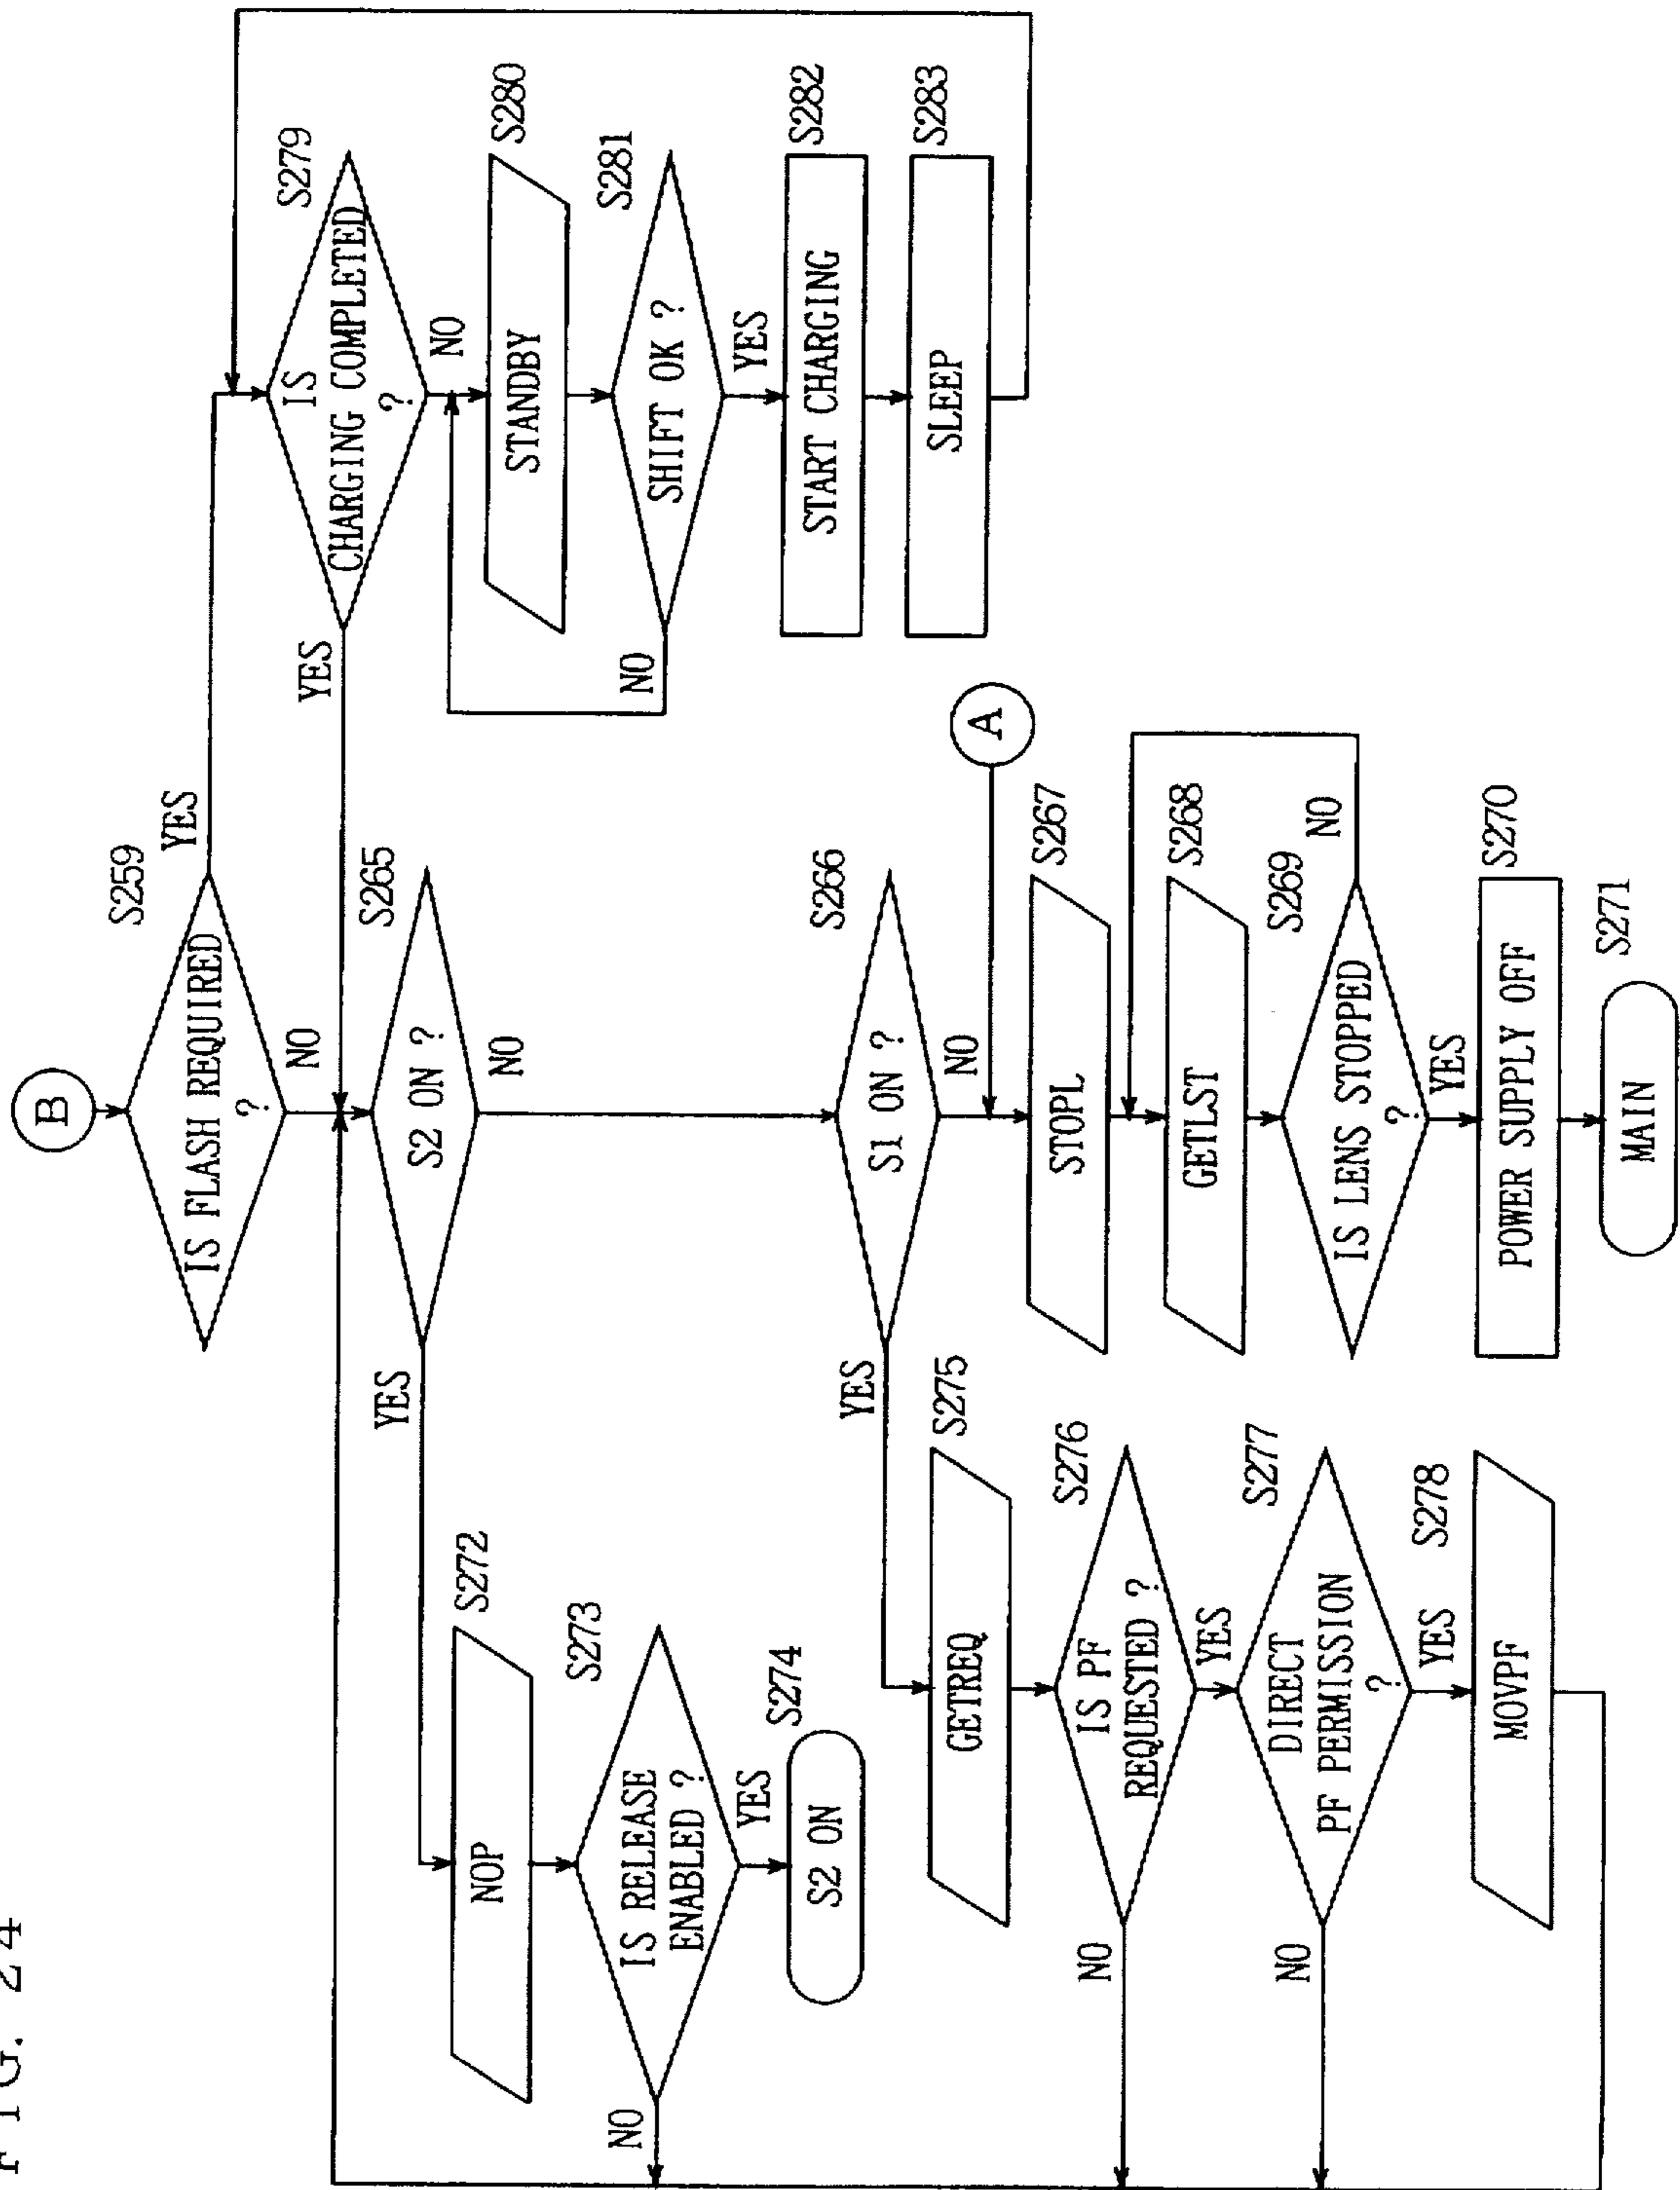 FIG. 24
B
IS FLASH REQUIRED
?
S259
YES
NO
IS
CHARGING COMPLETED
?
S279
YES
NO
STANDBY
S280
SHIFT OK ?
S281
NO
YES
START CHARGING
S282
SLEEP
S283
S2 ON ?
S265
YES
NO
NOP
S272
IS RELEASE
ENABLED ?
S273
NO
YES
S2 ON
S274
S1 ON ?
S266
YES
NO
A
GETREQ
S275
IS PF
REQUESTED ?
S276
NO
YES
DIRECT
PF PERMISSION
?
S277
NO
YES
MOVPF
S278
STOPL
S267
GETLST
S268
IS LENS STOPPED
?
S269
NO
YES
POWER SUPPLY OFF
S270
MAIN
S271